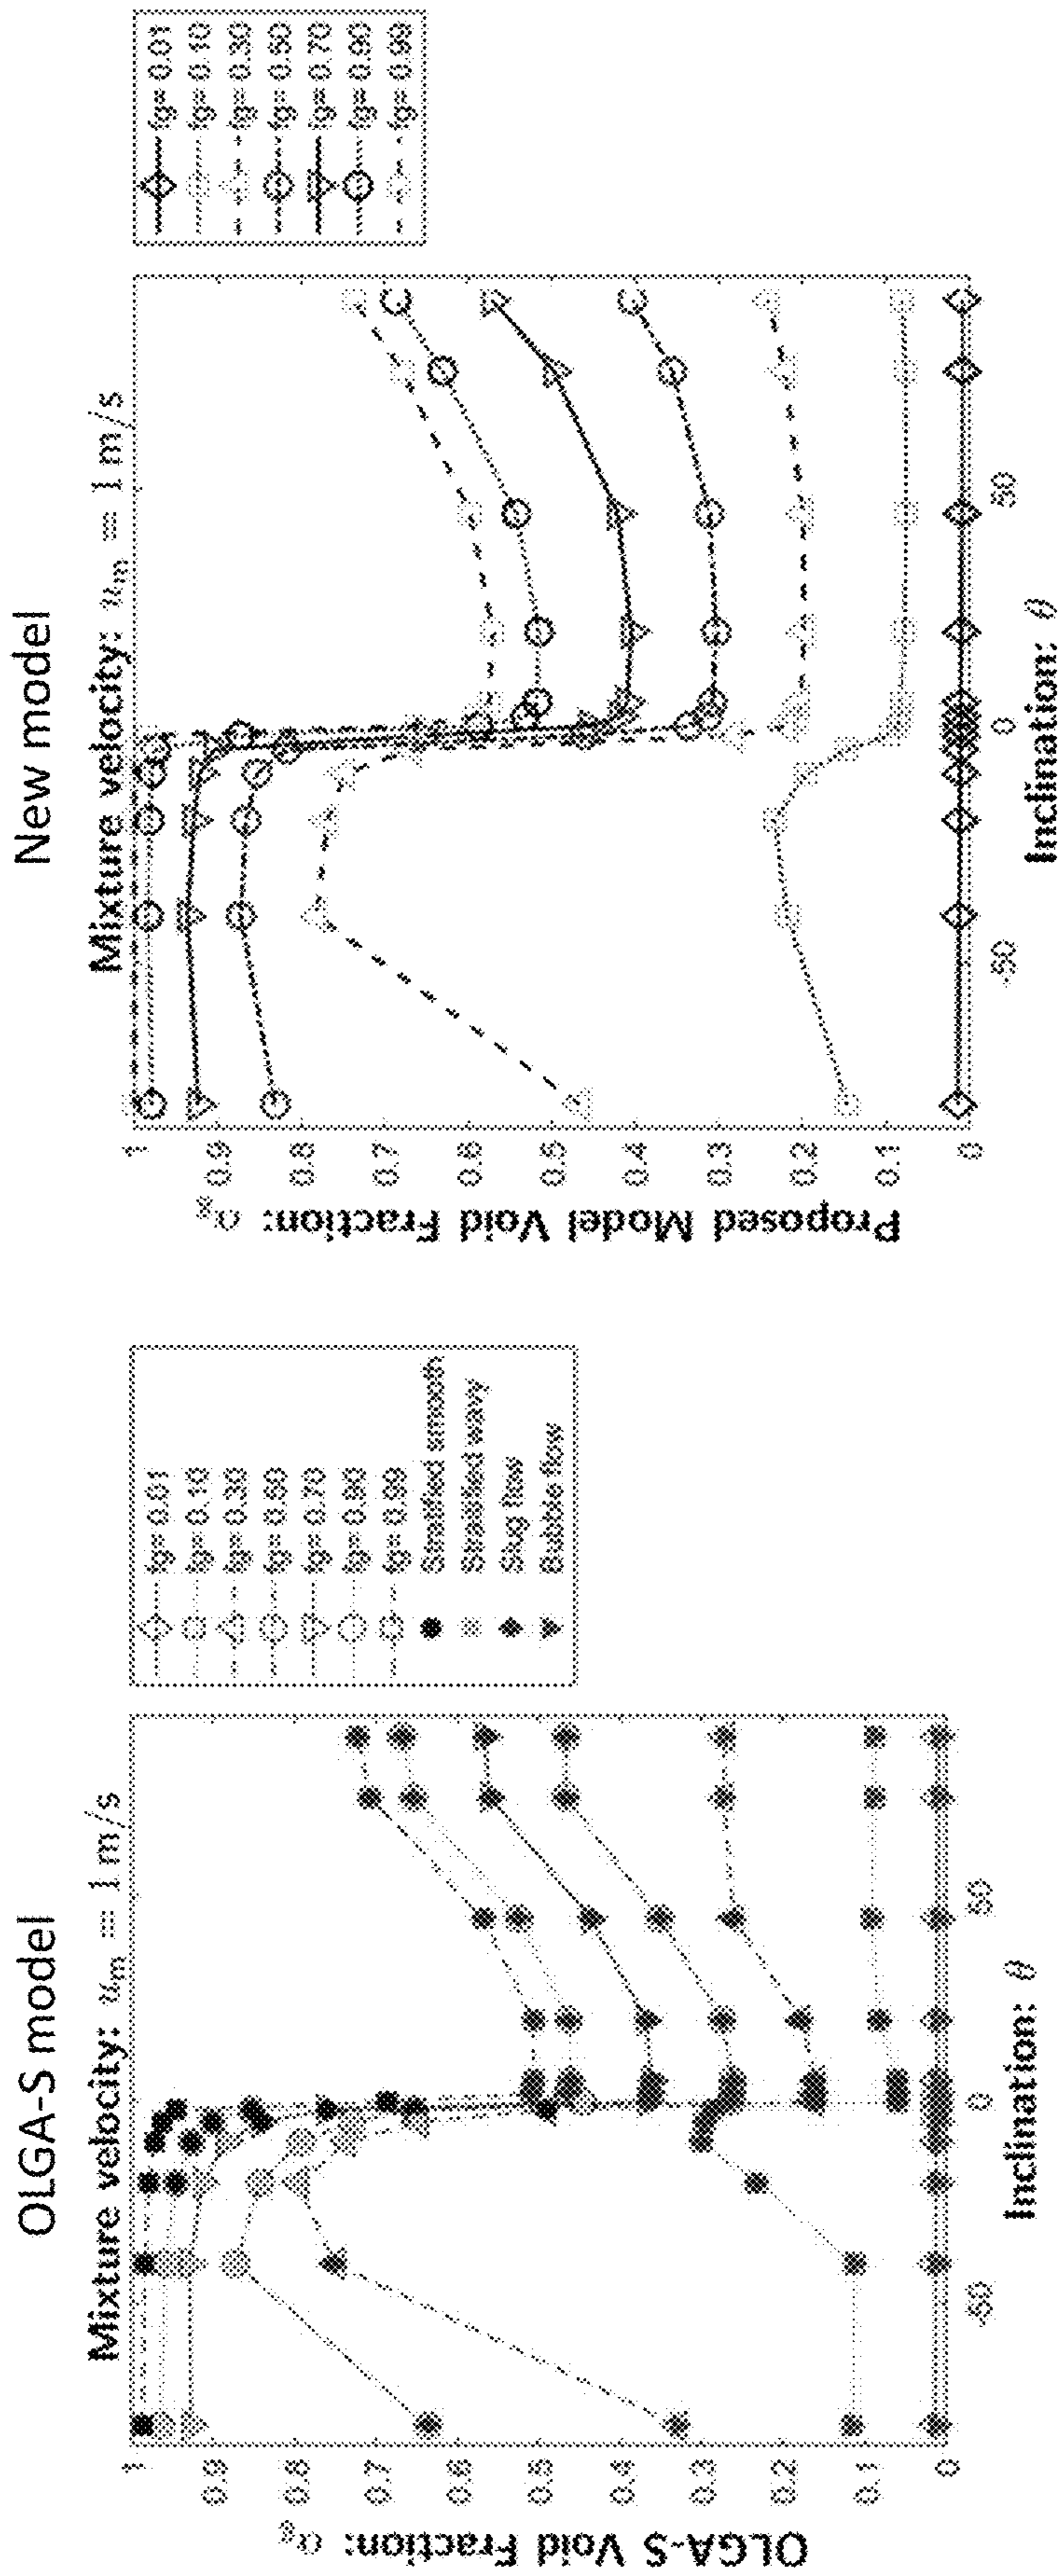 OLGA-S model
Mixture velocity: u_m = 1 m/s
OLGA-S Void Fraction: α_g
1
0.9
0.8
0.7
0.6
0.5
0.4
0.3
0.2
0.1
0
-50
0
50
Inclination: θ
fg= 0.01
fg= 0.10
fg= 0.30
fg= 0.50
fg= 0.70
fg= 0.90
fg= 0.99
Stratified smooth
Stratified wavy
Slug flow
Bubble flow
New model
Mixture velocity: u_m = 1 m/s
Proposed Model Void Fraction: α_g
1
0.9
0.8
0.7
0.6
0.5
0.4
0.3
0.2
0.1
0
-50
0
50
Inclination: θ
fg= 0.01
fg= 0.10
fg= 0.30
fg= 0.50
fg= 0.70
fg= 0.90
fg= 0.99